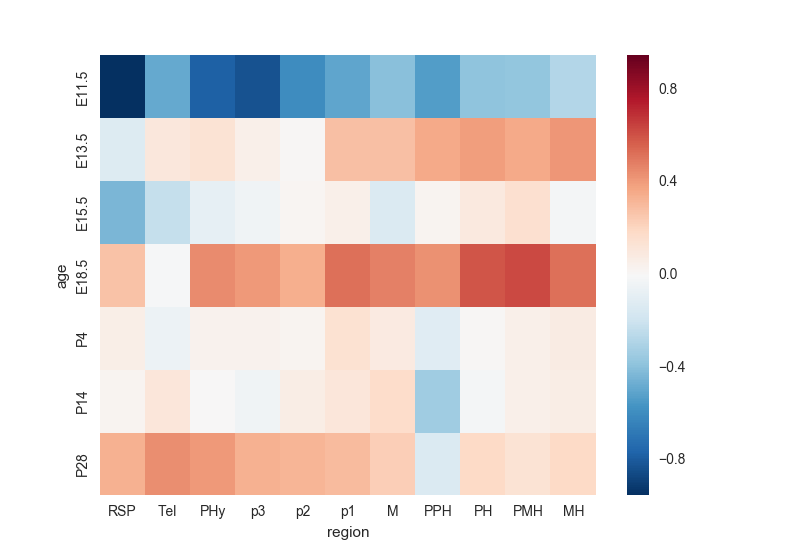 E11.5
E13.5
E15.5
E18.5
P4
P14
P28
age
RSP Tel PHy p3 p2 p1 M PPH PH PMH MH
region
0.8
0.4
0.0
−0.4
−0.8